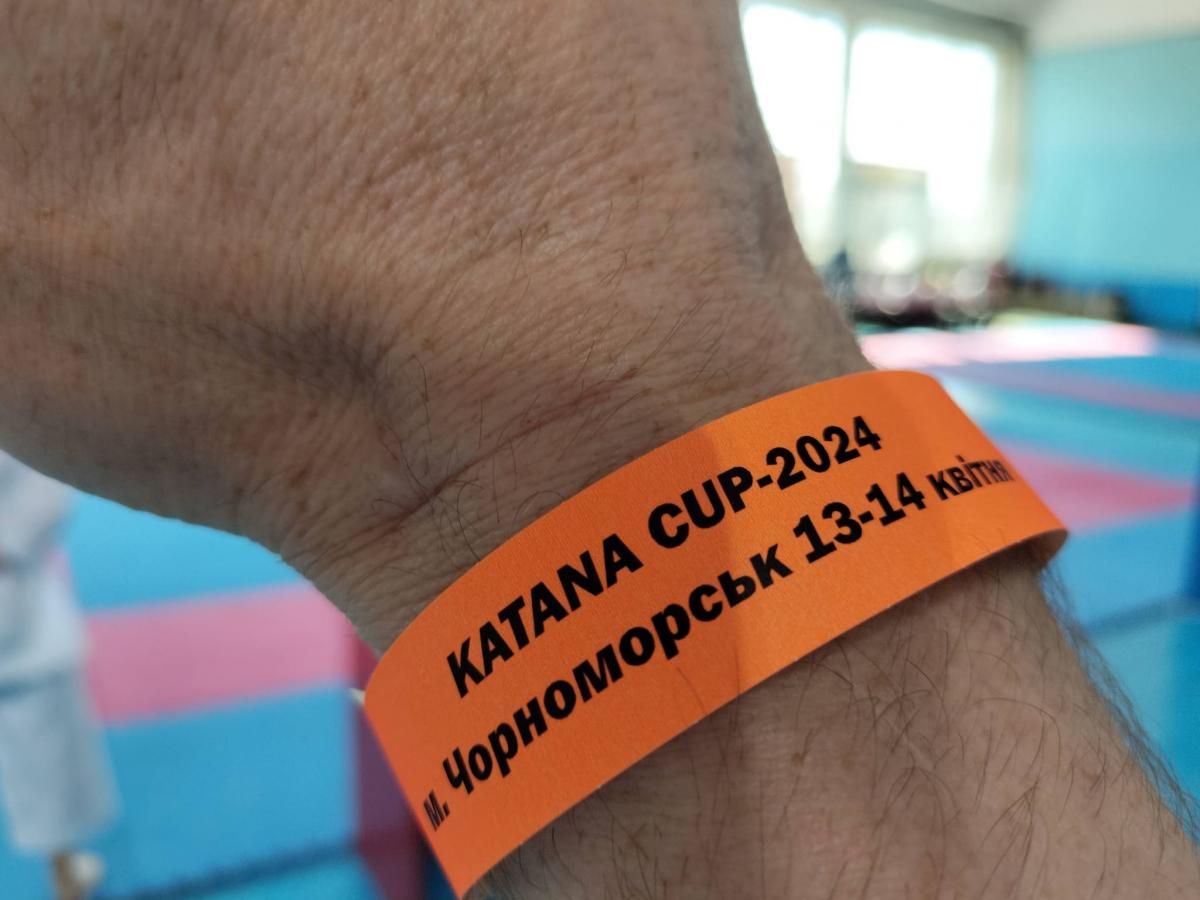 KATANA CUP-2024
м. Чорноморськ 13-14 квітня